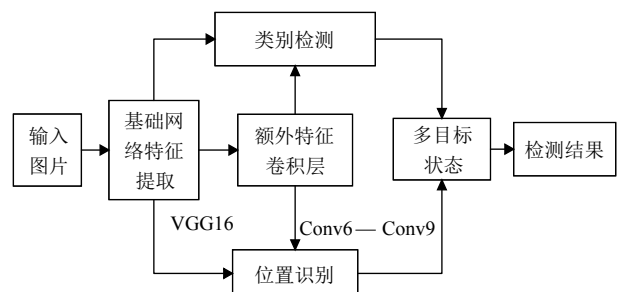 类别检测
输入
图片
基础网
络特征
提取
额外特征
卷积层
多目标
状态
检测结果
VGG16
Conv6 — Conv9
位置识别